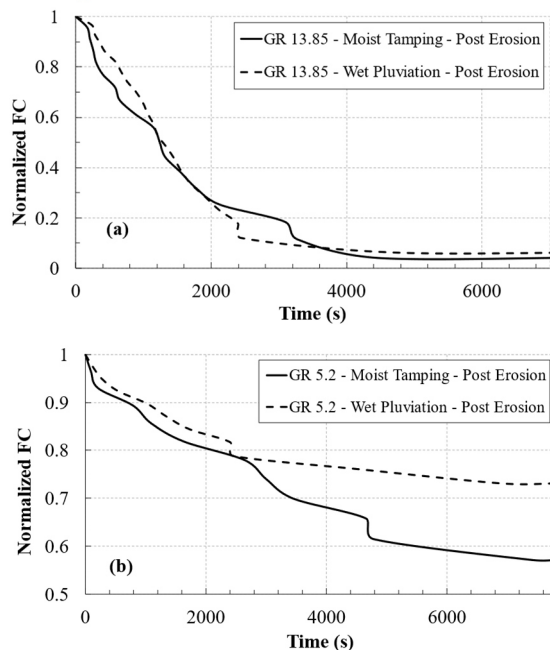 1
0.8
0.6
0.4
0.2
0
Normalized FC
GR 13.85 - Moist Tamping - Post Erosion
GR 13.85 - Wet Pluviation - Post Erosion
(a)
0 2000 4000 6000
Time (s)
1
0.9
0.8
0.7
0.6
0.5
Normalized FC
GR 5.2 - Moist Tamping - Post Erosion
GR 5.2 - Wet Pluviation - Post Erosion
(b)
0 2000 4000 6000
Time (s)